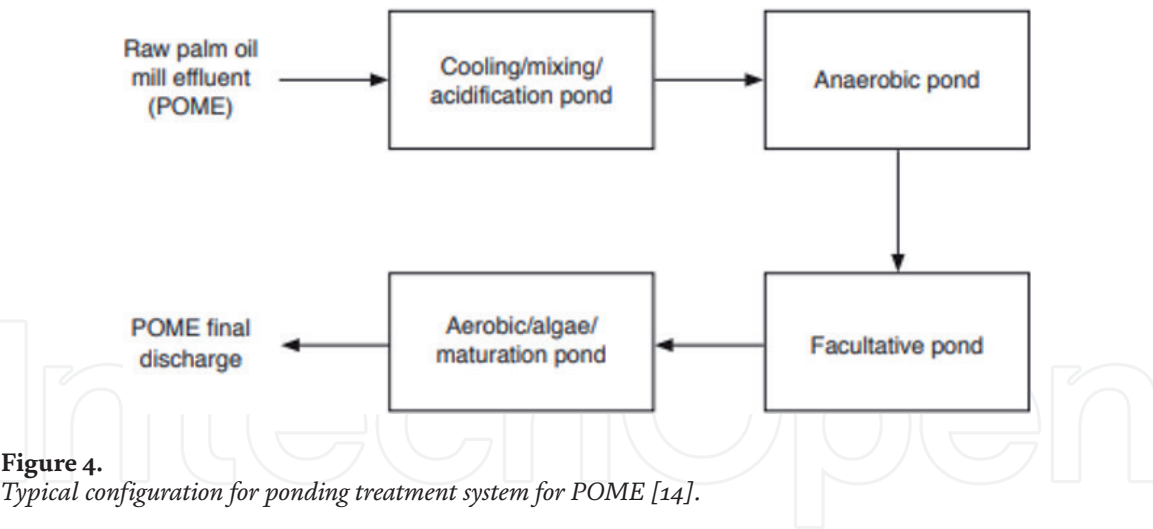 Raw palm oil
mill effluent
(POME)
Cooling/mixing/
acidification pond
Anaerobic pond
POME final
discharge
Aerobic/algae/
maturation pond
Facultative pond
IntechOpen
Figure 4.
Typical configuration for ponding treatment system for POME [14].